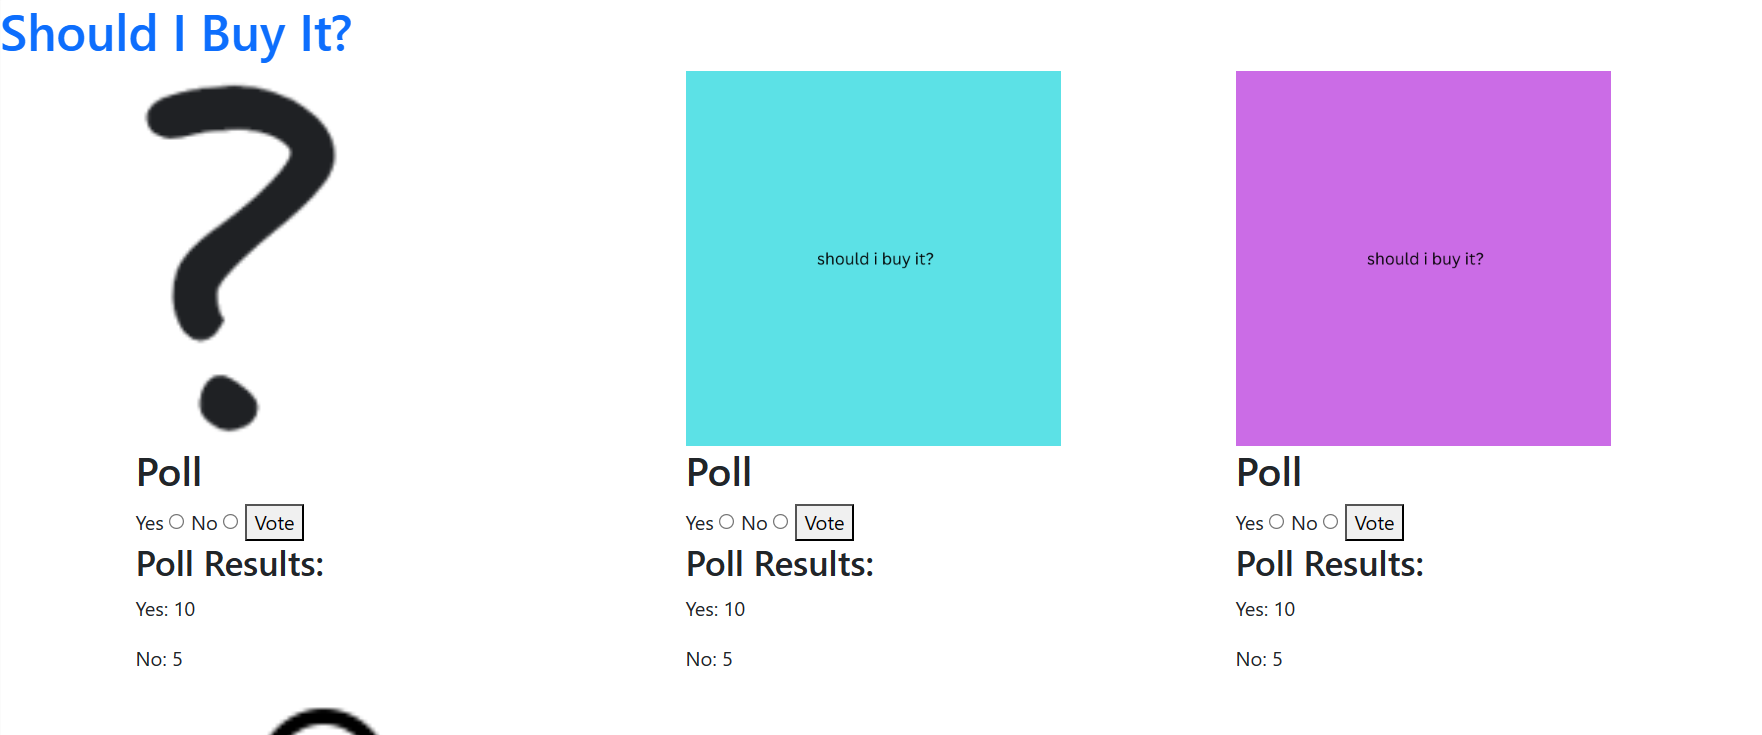 Should I Buy It?
?
should i buy it?
should i buy it?
Poll
Yes No Vote
Poll Results:
Yes: 10
No: 5
Poll
Yes No Vote
Poll Results:
Yes: 10
No: 5
Poll
Yes No Vote
Poll Results:
Yes: 10
No: 5